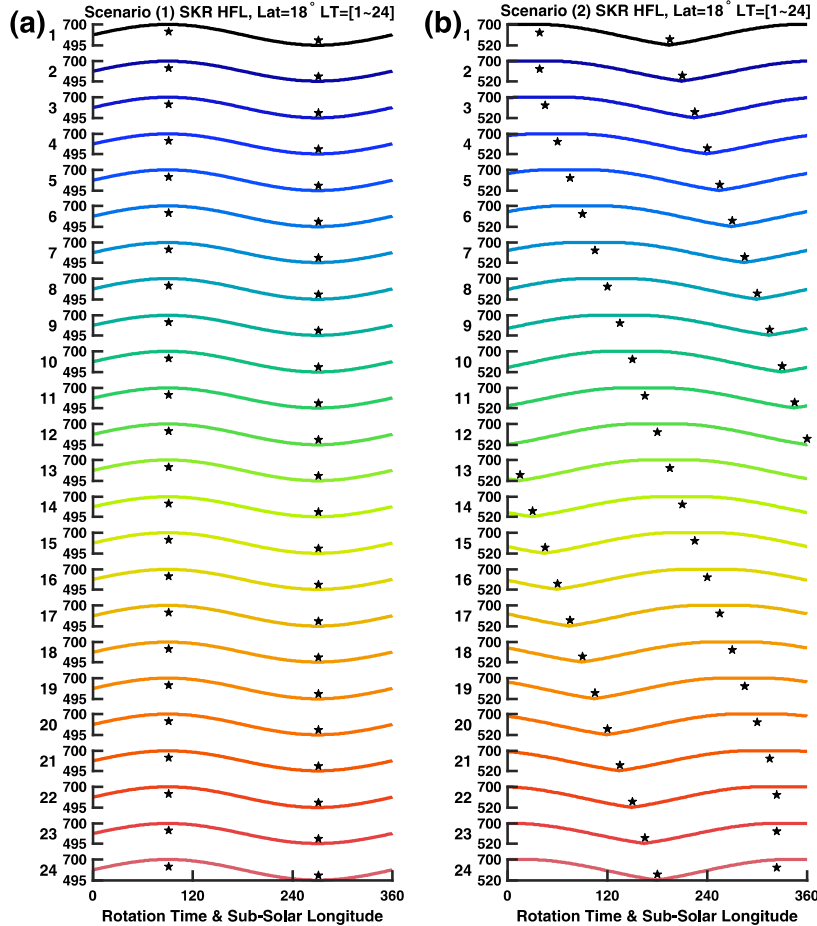 (a) Scenario (1) SKR HFL, Lat=18° LT=[1~24]
1 700 495
2 700 495
3 700 495
4 700 495
5 700 495
6 700 495
7 700 495
8 700 495
9 700 495
10 700 495
11 700 495
12 700 495
13 700 495
14 700 495
15 700 495
16 700 495
17 700 495
18 700 495
19 700 495
20 700 495
21 700 495
22 700 495
23 700 495
24 700 495
0 120 240 360
Rotation Time & Sub-Solar Longitude
(b) Scenario (2) SKR HFL, Lat=18° LT=[1~24]
1 700 520
2 700 520
3 700 520
4 700 520
5 700 520
6 700 520
7 700 520
8 700 520
9 700 520
10 700 520
11 700 520
12 700 520
13 700 520
14 700 520
15 700 520
16 700 520
17 700 520
18 700 520
19 700 520
20 700 520
21 700 520
22 700 520
23 700 520
24 700 520
0 120 240 360
Rotation Time & Sub-Solar Longitude